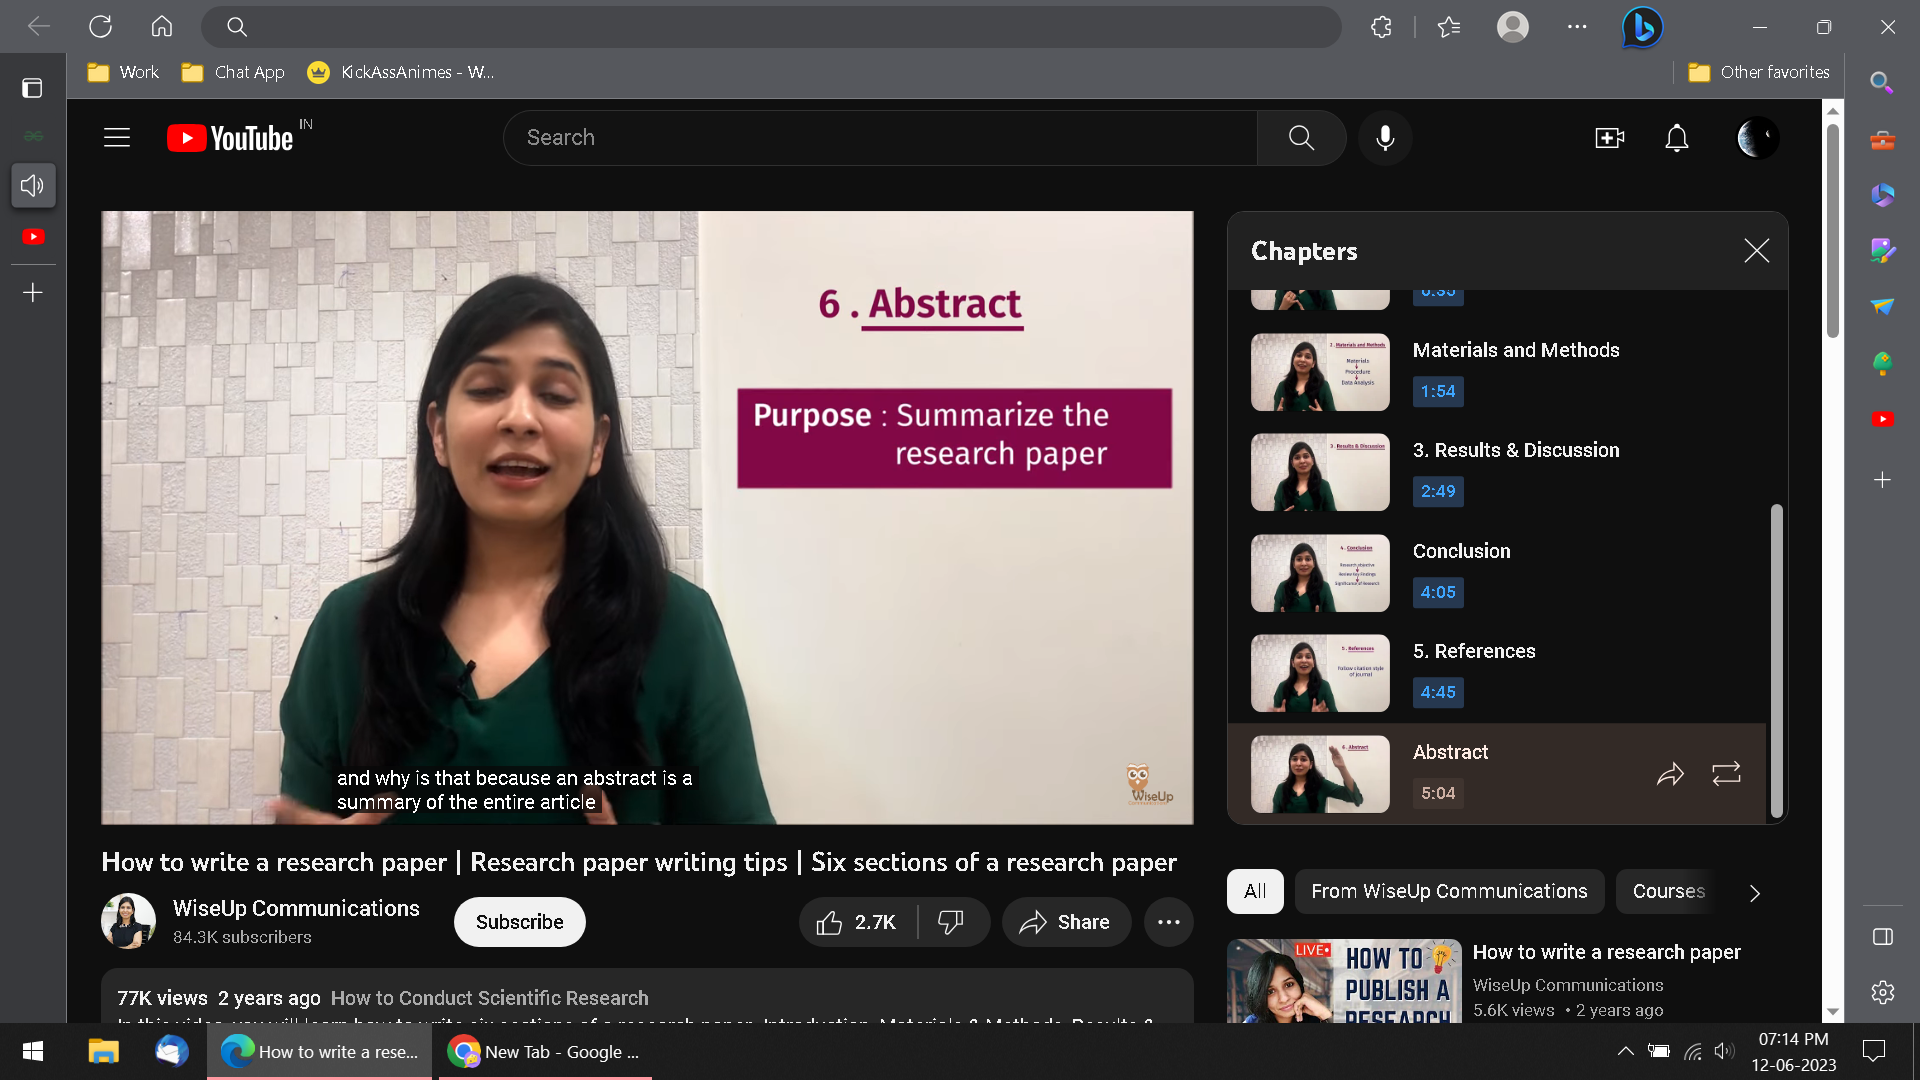 Work
Chat App
KickAssAnimes - W...
Other favorites
YouTube IN
Search
6 . Abstract
Purpose : Summarize the
research paper
and why is that because an abstract is a
summary of the entire article
WiseUp
Chapters
Materials and Methods
1:54
3. Results & Discussion
2:49
Conclusion
4:05
5. References
4:45
Abstract
5:04
How to write a research paper | Research paper writing tips | Six sections of a research paper
WiseUp Communications
84.3K subscribers
Subscribe
2.7K
Share
77K views 2 years ago How to Conduct Scientific Research
All
From WiseUp Communications
Courses
LIVE
HOW TO
PUBLISH A
RESEARCH
How to write a research paper
WiseUp Communications
5.6K views • 2 years ago
How to write a rese...
New Tab - Google ...
07:14 PM
12-06-2023